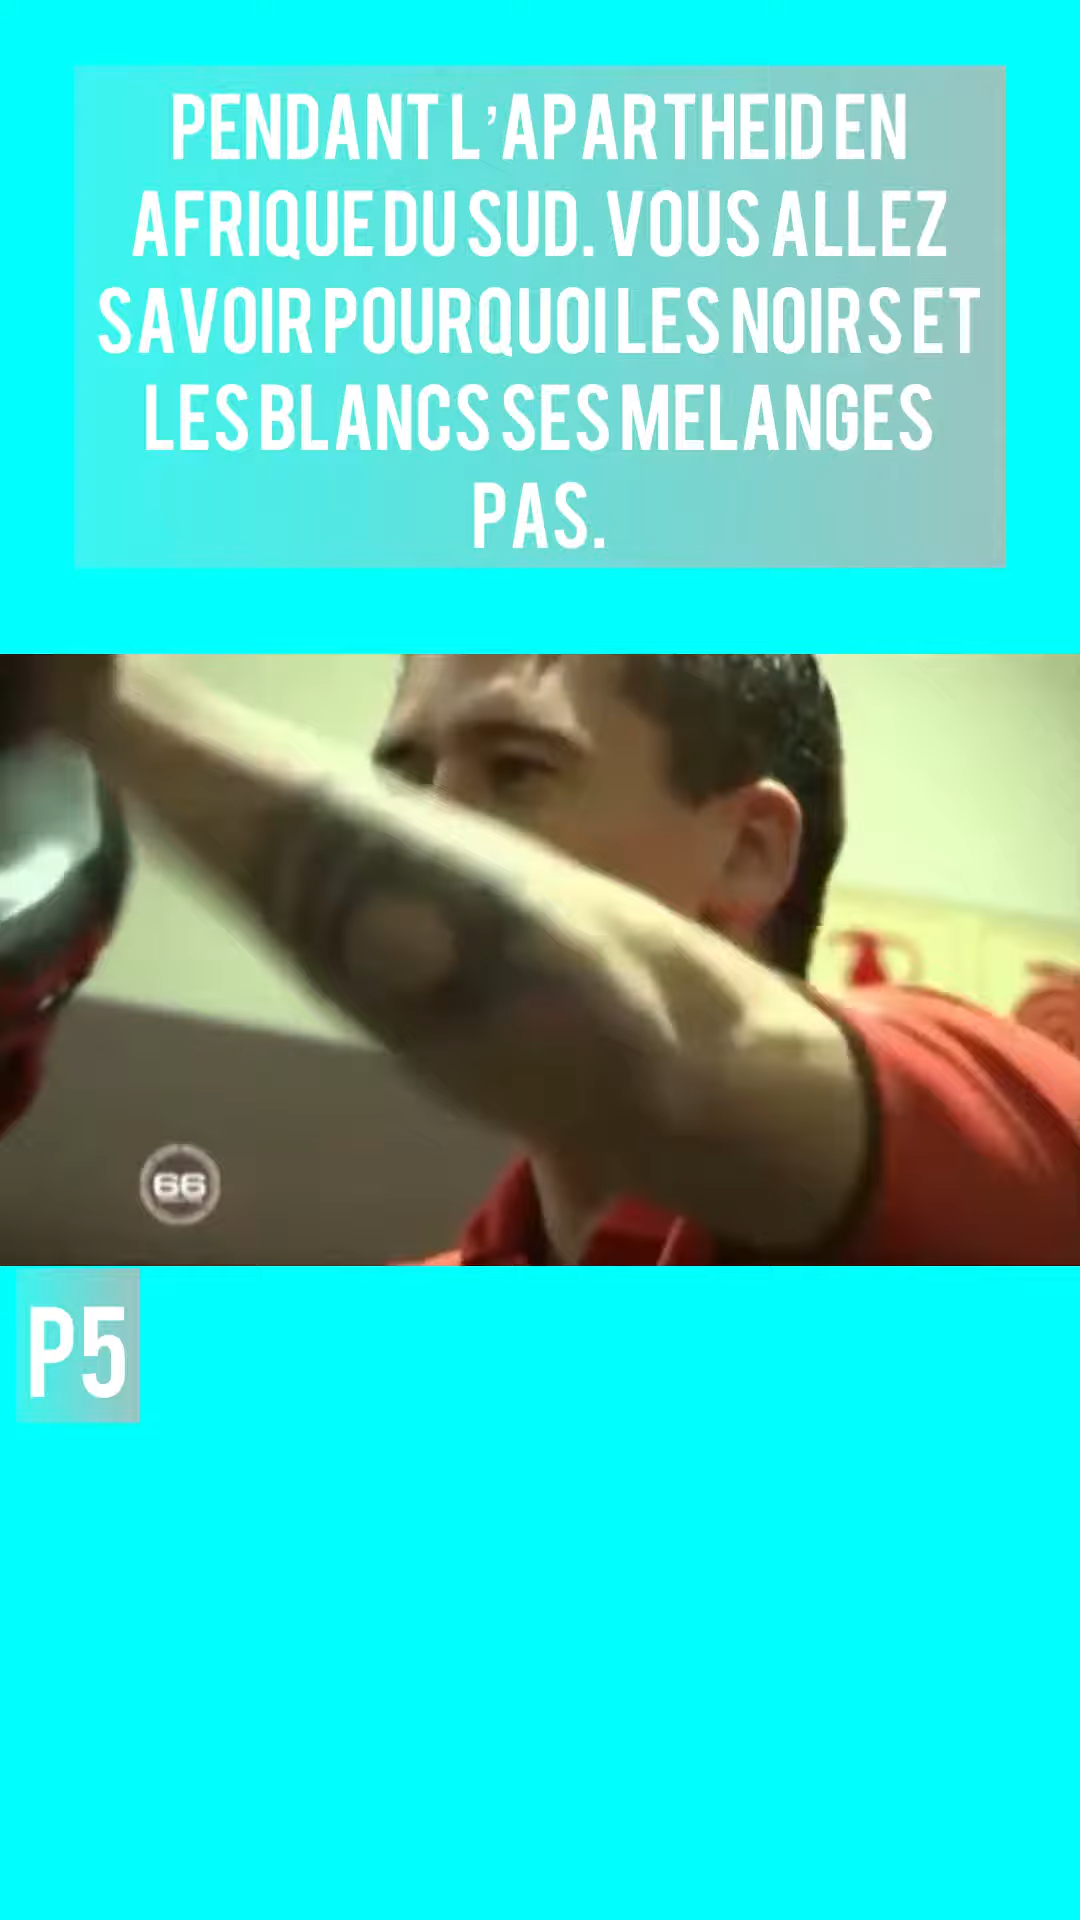 PENDANT L’APARTHEID EN
AFRIQUE DU SUD. VOUS ALLEZ
SAVOIR POURQUOI LES NOIRS ET
LES BLANCS SES MELANGES
PAS.
66
P5